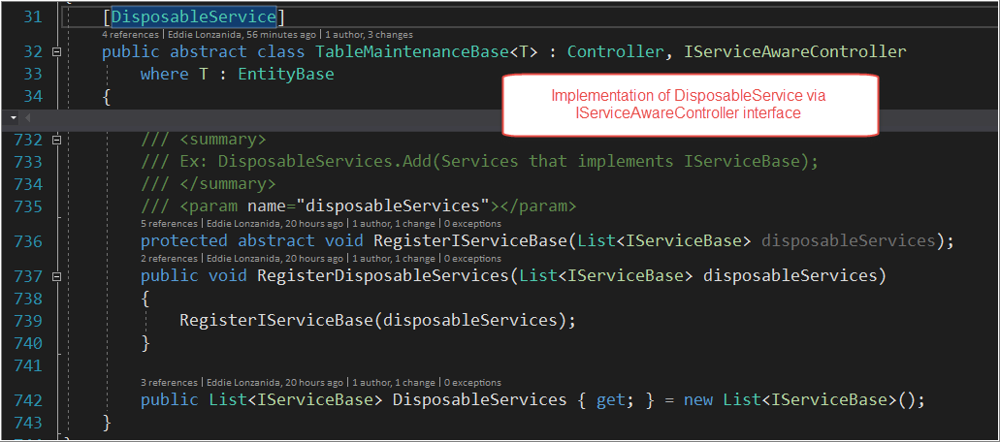 31 [DisposableService]
4 references | Eddie Lonzanida, 56 minutes ago | 1 author, 3 changes
32 public abstract class TableMaintenanceBase<T> : Controller, IServiceAwareController
33 where T : EntityBase
34 {
Implementation of DisposableService via
IServiceAwareController interface
732 /// <summary>
733 /// Ex: DisposableServices.Add(Services that implements IServiceBase);
734 /// </summary>
735 /// <param name="disposableServices"></param>
5 references | Eddie Lonzanida, 20 hours ago | 1 author, 1 change | 0 exceptions
736 protected abstract void RegisterIServiceBase(List<IServiceBase> disposableServices);
2 references | Eddie Lonzanida, 20 hours ago | 1 author, 1 change | 0 exceptions
737 public void RegisterDisposableServices(List<IServiceBase> disposableServices)
738 {
739 RegisterIServiceBase(disposableServices);
740 }
741
3 references | Eddie Lonzanida, 20 hours ago | 1 author, 1 change | 0 exceptions
742 public List<IServiceBase> DisposableServices { get; } = new List<IServiceBase>();
743 }